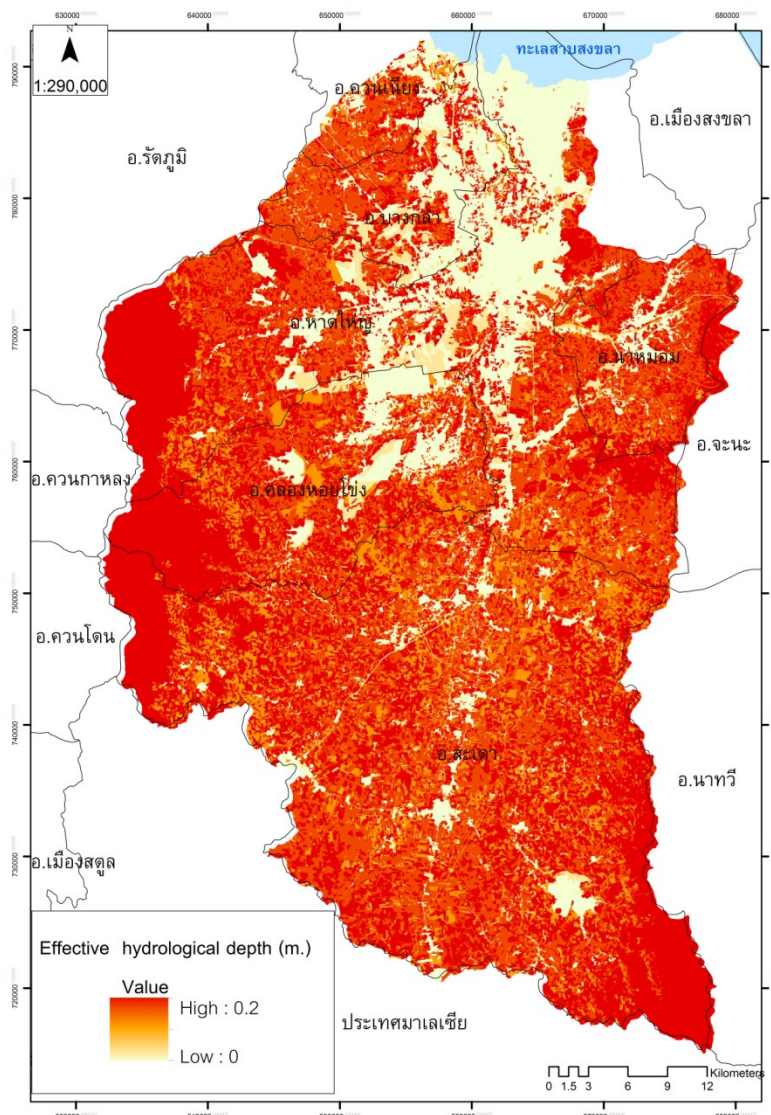 630000 640000 650000 660000 670000 680000
N
1:290,000
790000
780000
770000
760000
750000
740000
730000
720000
ทะเลสาบสงขลา
อ.ควนเนียง
อ.เมืองสงขลา
อ.รัตภูมิ
อ.บางกล่ำ
อ.หาดใหญ่
อ.นาหม่อม
อ.จะนะ
อ.ควนกาหลง
อ.คลองหอยโข่ง
อ.ควนโดน
อ.สะเดา
อ.นาทวี
อ.เมืองสตูล
Effective hydrological depth (m.)
Value
High : 0.2
Low : 0
ประเทศมาเลเซีย
Kilometers
0 1.5 3 6 9 12